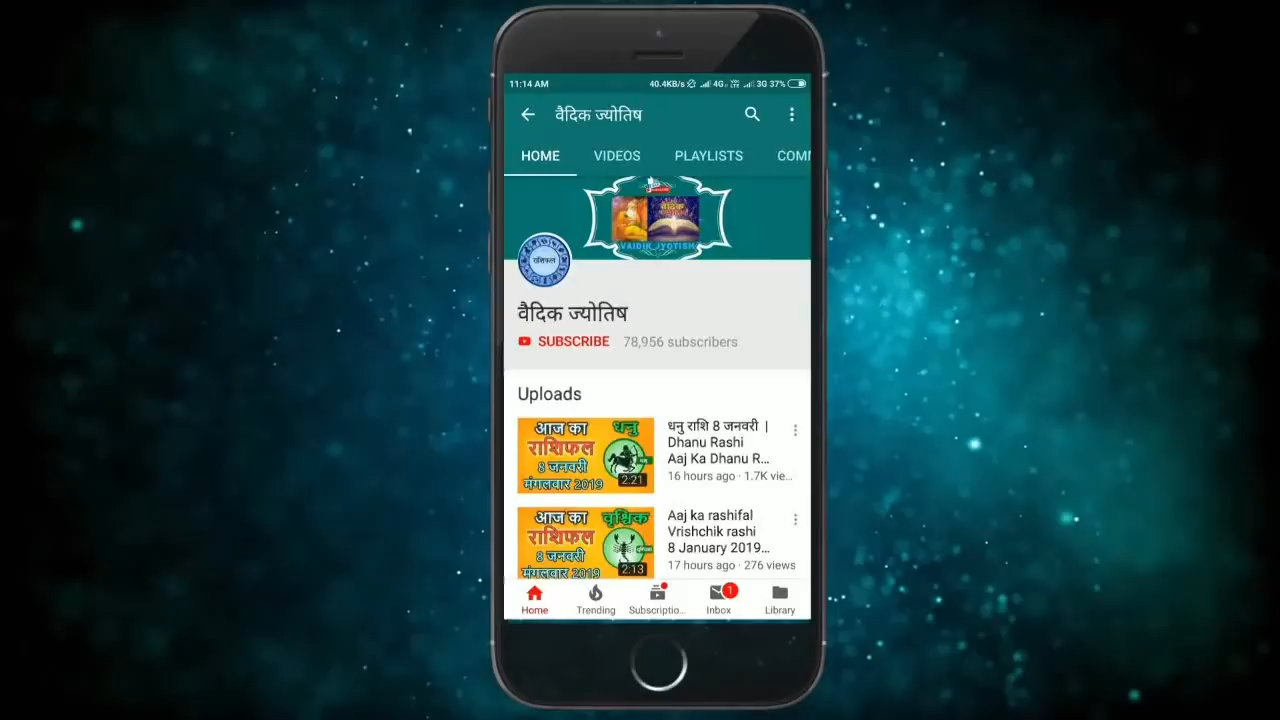 11:14 AM
40.4KB/s 4G 3G 37%
वैदिक ज्योतिष
HOME VIDEOS PLAYLISTS COM
वैदिक
VAIDIK JYOTISH
राशिफल
वैदिक ज्योतिष
SUBSCRIBE 78,956 subscribers
Uploads
आज का धनु
राशिफल
8 जनवरी
मंगलवार 2019
2:21
धनु राशि 8 जनवरी |
Dhanu Rashi
Aaj Ka Dhanu R...
16 hours ago · 1.7K vie...
आज का वृश्चिक
राशिफल
8 जनवरी
मंगलवार 2019
2:13
Aaj ka rashifal
Vrishchik rashi
8 January 2019...
17 hours ago · 276 views
1
Home Trending Subscriptio... Inbox Library